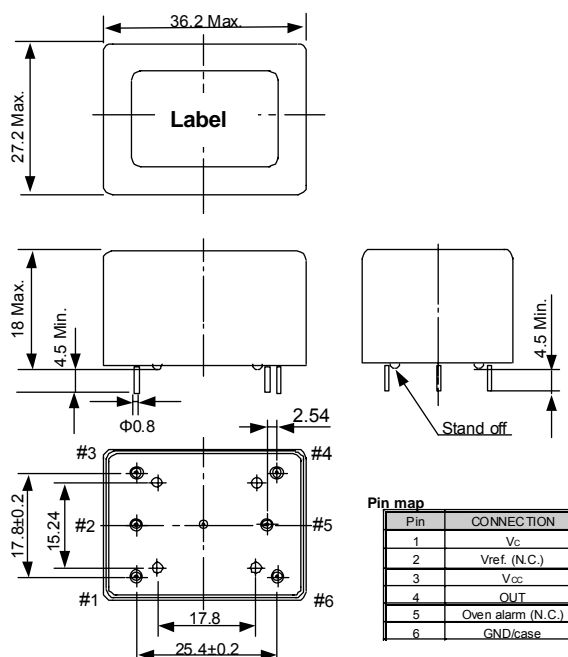 36.2 Max.
27.2 Max.
Label
18 Max.
4.5 Min.
Φ0.8
2.54
4.5 Min.
Stand off
#3
#4
17.8±0.2
15.24
#2
#5
#1
#6
17.8
25.4±0.2
Pin map
Pin CONNECTION
1 Vc
2 Vref. (N.C.)
3 Vcc
4 OUT
5 Oven alarm (N.C.)
6 GND/case